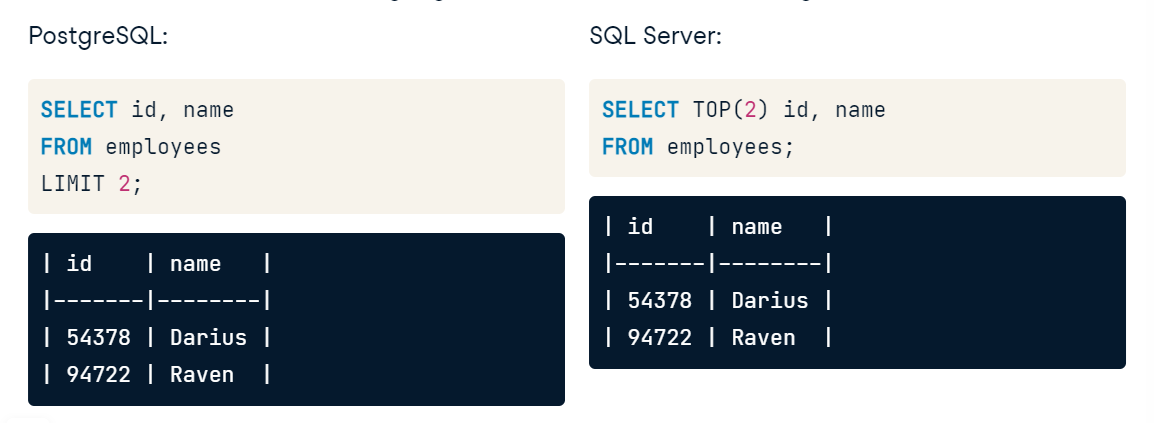 PostgreSQL:
SELECT id, name
FROM employees
LIMIT 2;
| id    | name   |
|-------|--------|
| 54378 | Darius |
| 94722 | Raven  |
SQL Server:
SELECT TOP(2) id, name
FROM employees;
| id    | name   |
|-------|--------|
| 54378 | Darius |
| 94722 | Raven  |